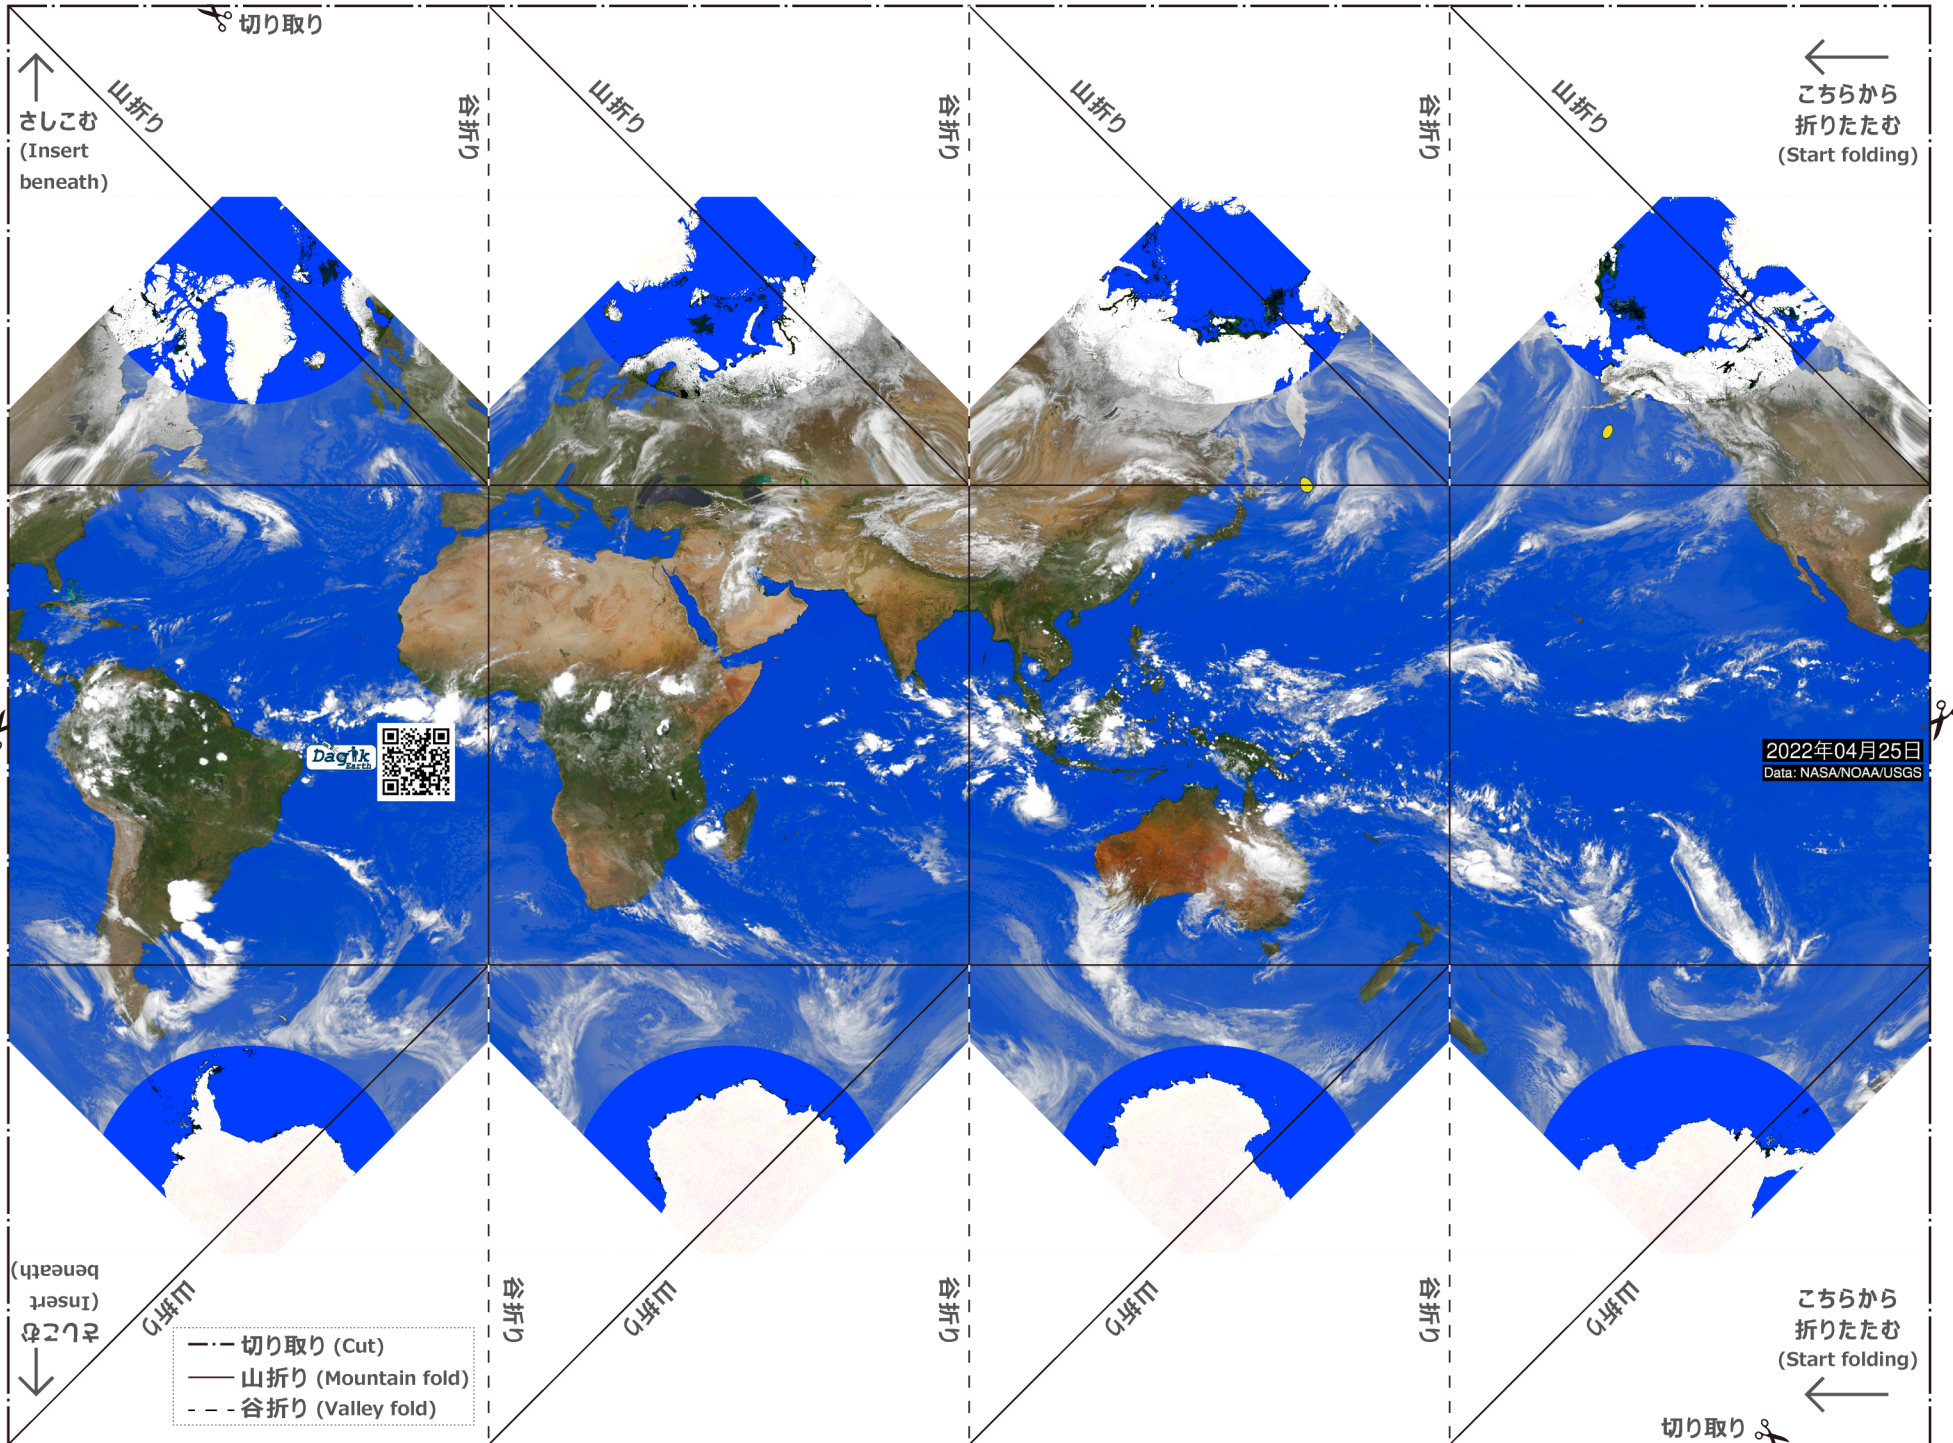 切り取り
さしこむ
(Insert
beneath)
山折り
谷折り
山折り
谷折り
山折り
谷折り
山折り
こちらから
折りたたむ
(Start folding)
Dagik
Earth
2022年04月25日
Data: NASA/NOAA/USGS
さしこむ
(Insert
beneath)
山折り
谷折り
山折り
谷折り
山折り
谷折り
山折り
こちらから
折りたたむ
(Start folding)
切り取り (Cut)
山折り (Mountain fold)
谷折り (Valley fold)
切り取り